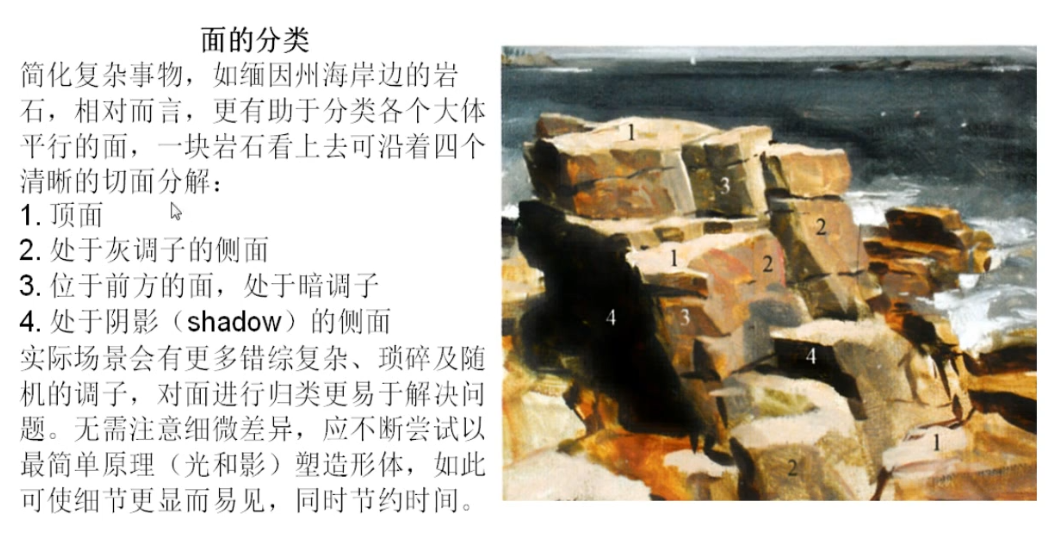 面的分类
简化复杂事物，如缅因州海岸边的岩
石，相对而言，更有助于分类各个大体
平行的面，一块岩石看上去可沿着四个
清晰的切面分解：
1. 顶面
2. 处于灰调子的侧面
3. 位于前方的面，处于暗调子
4. 处于阴影（shadow）的侧面
实际场景会有更多错综复杂、琐碎及随
机的调子，对面进行归类更易于解决问
题。无需注意细微差异，应不断尝试以
最简单原理（光和影）塑造形体，如此
可使细节更显而易见，同时节约时间。
1
3
2
1
2
4
3
4
1
2